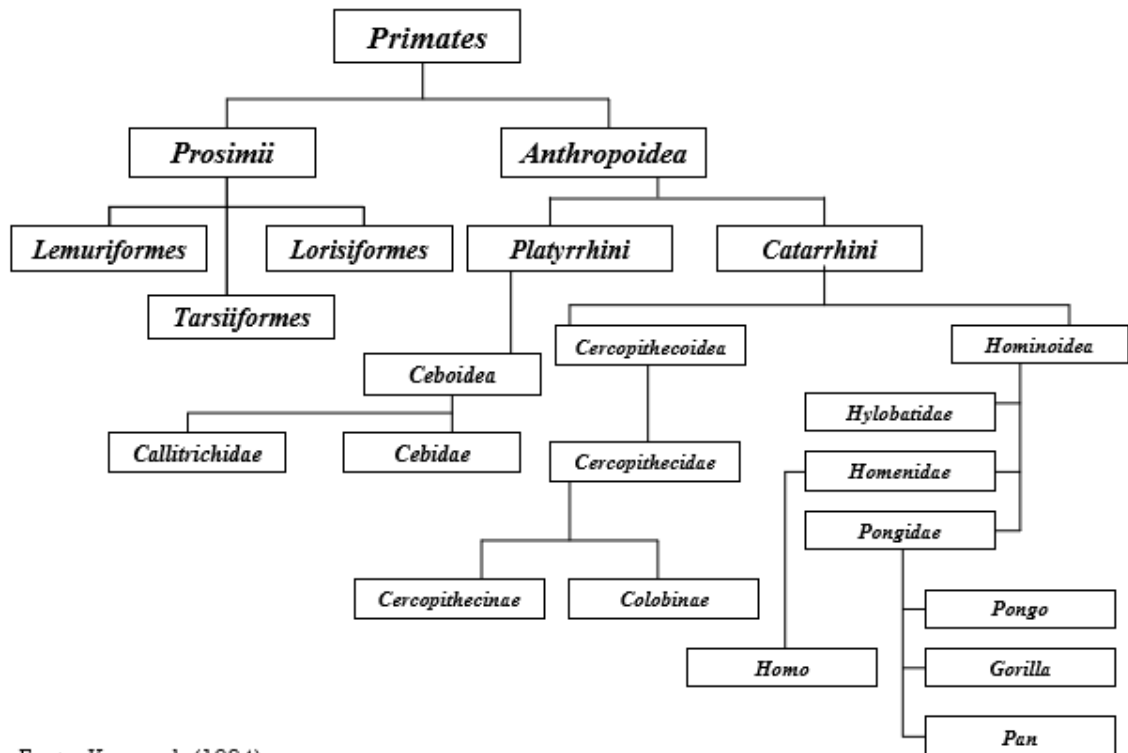 Primates
Prosimii
Anthropoidea
Lemuriformes
Lorisiformes
Platyrrhini
Catarrhini
Tarsiiformes
Cercopithecoidea
Hominoidea
Ceboidea
Hylobatidae
Callitrichidae
Cebidae
Cercopithecidae
Homenidae
Pongidae
Cercopithecinae
Colobinae
Pongo
Homo
Gorilla
Pan
(1994)